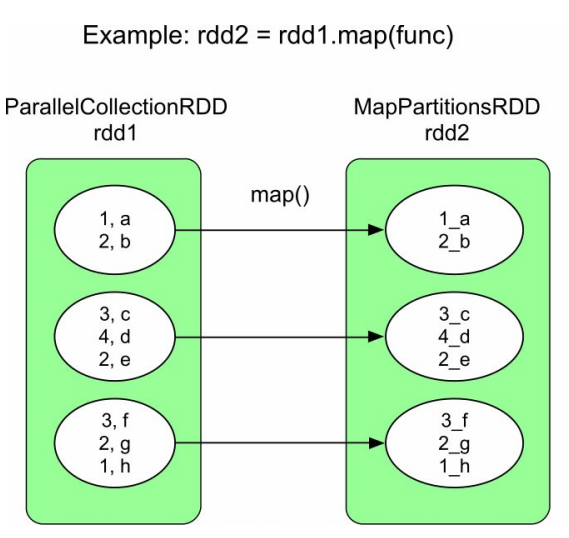 Example: rdd2 = rdd1.map(func)
ParallelCollectionRDD
rdd1
MapPartitionsRDD
rdd2
map()
1, a
2, b
1_a
2_b
3, c
4, d
2, e
3_c
4_d
2_e
3, f
2, g
1, h
3_f
2_g
1_h